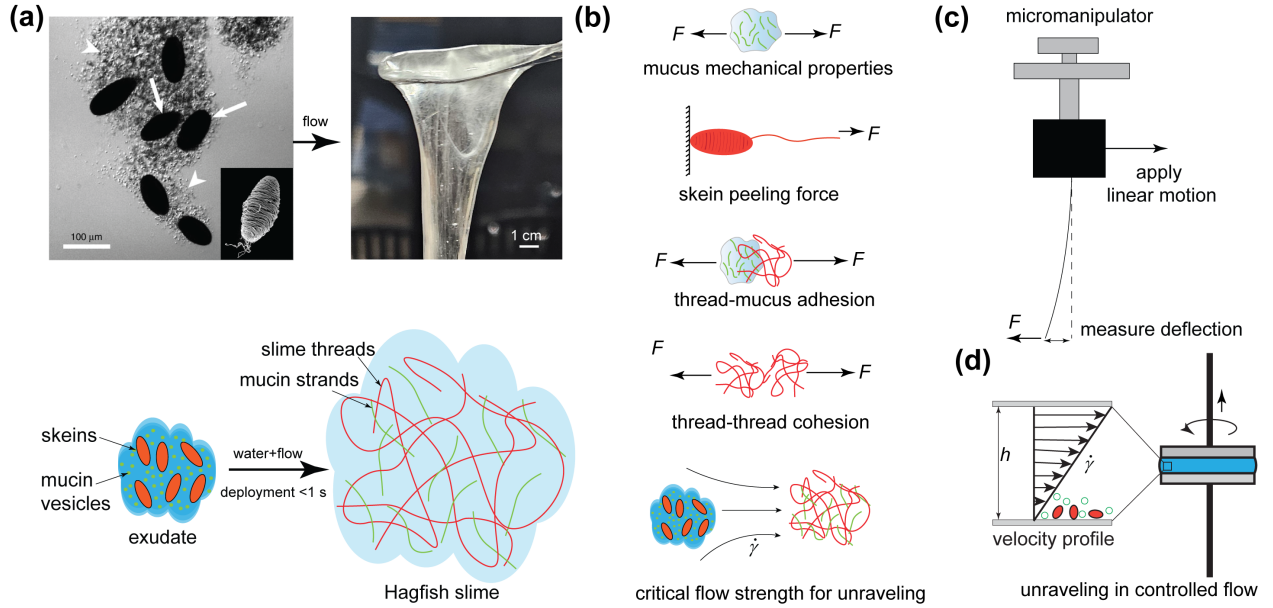 (a)
flow
100 μm
1 cm
slime threads
mucin strands
skeins
mucin
vesicles
water+flow
deployment <1 s
exudate
Hagfish slime
(b)
F F
mucus mechanical properties
F
skein peeling force
F F
thread-mucus adhesion
F F
thread-thread cohesion
γ̇
critical flow strength for unraveling
(c)
micromanipulator
apply
linear motion
F
measure deflection
(d)
h
γ̇
velocity profile
unraveling in controlled flow